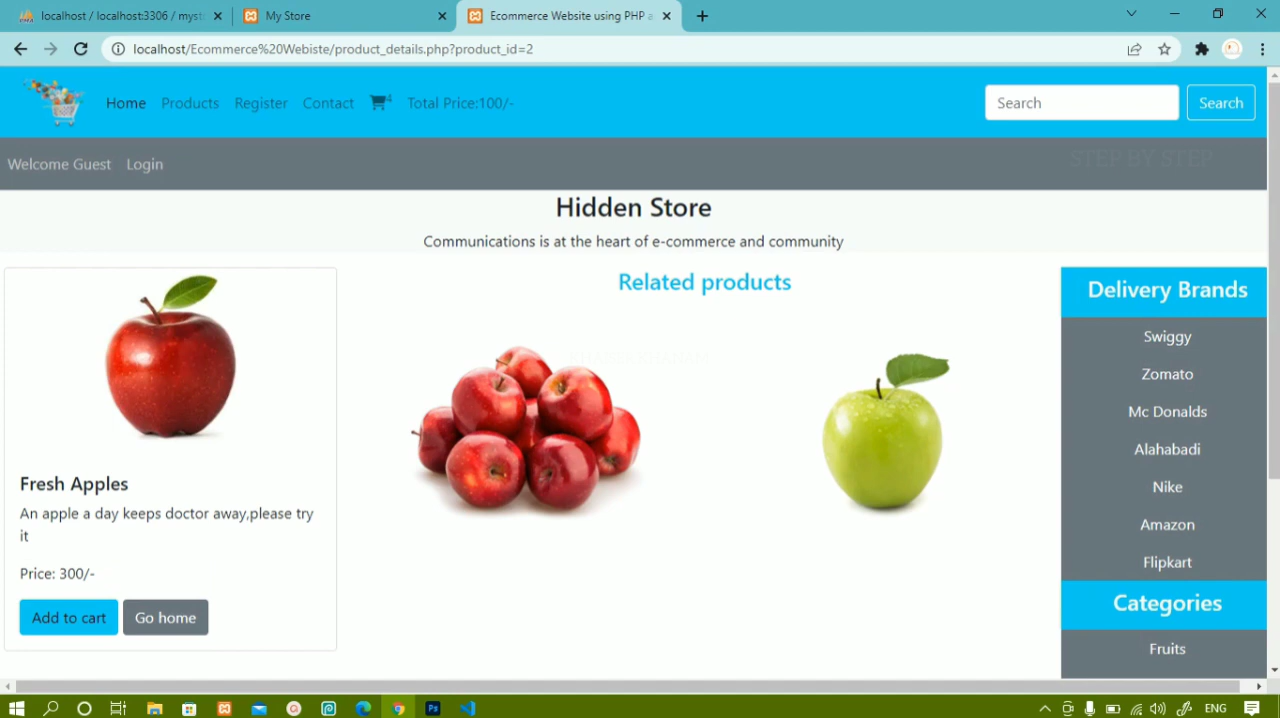 localhost / localhost:3306 / myst
My Store
Ecommerce Website using PHP a
localhost/Ecommerce%20Webiste/product_details.php?product_id=2
Home Products Register Contact 4 Total Price:100/- Search Search
Welcome Guest Login
STEP BY STEP
Hidden Store
Communications is at the heart of e-commerce and community
Fresh Apples
An apple a day keeps doctor away,please try
it
Price: 300/-
Add to cart Go home
Related products
Delivery Brands
Swiggy
Zomato
Mc Donalds
Alahabadi
Nike
Amazon
Flipkart
Categories
Fruits
ENG